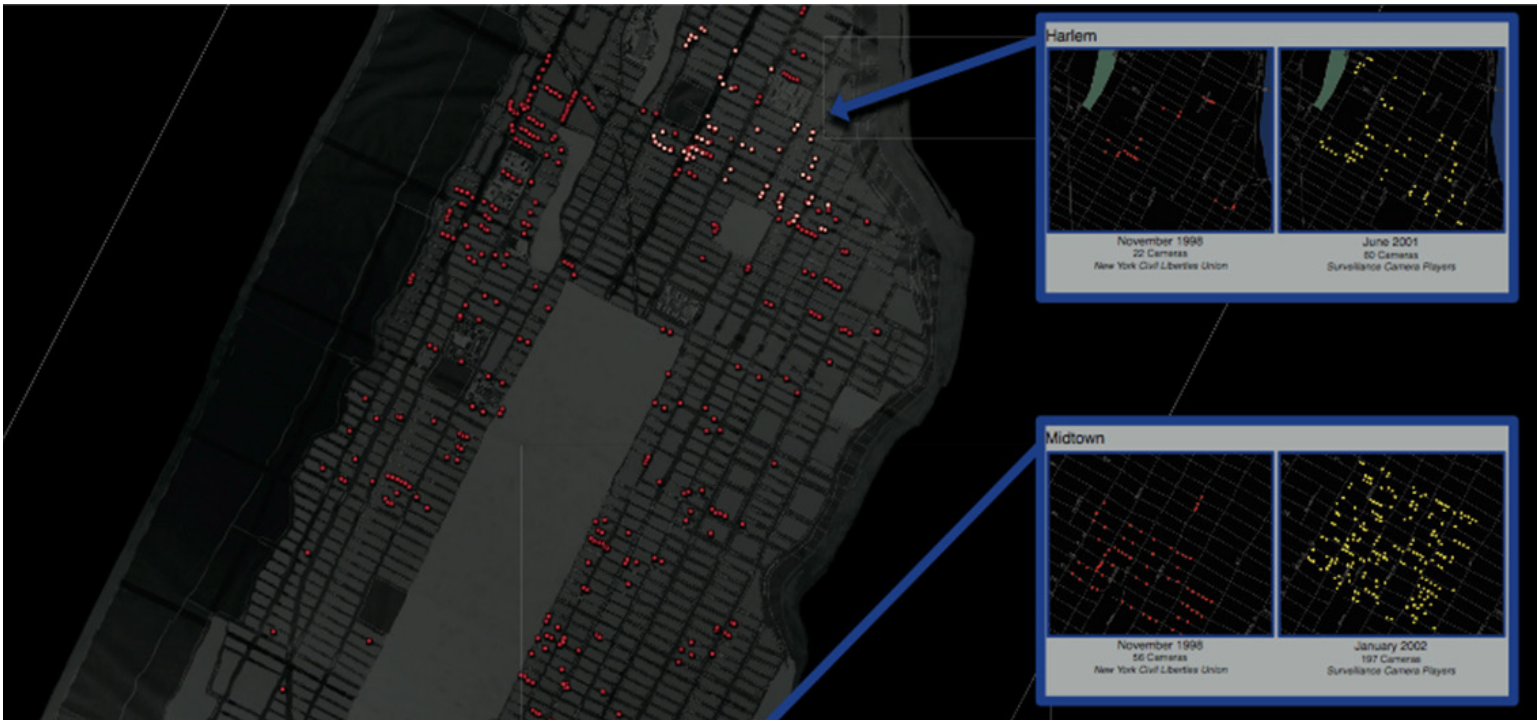 Harlem
November 1998
22 Cameras
New York Civil Liberties Union
June 2001
60 Cameras
Surveillance Camera Players
Midtown
November 1998
56 Cameras
New York Civil Liberties Union
January 2002
197 Cameras
Surveillance Camera Players